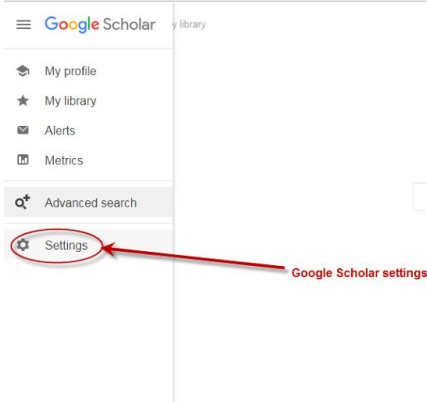 Google Scholar
y library
My profile
My library
Alerts
Metrics
Advanced search
Settings
Google Scholar settings